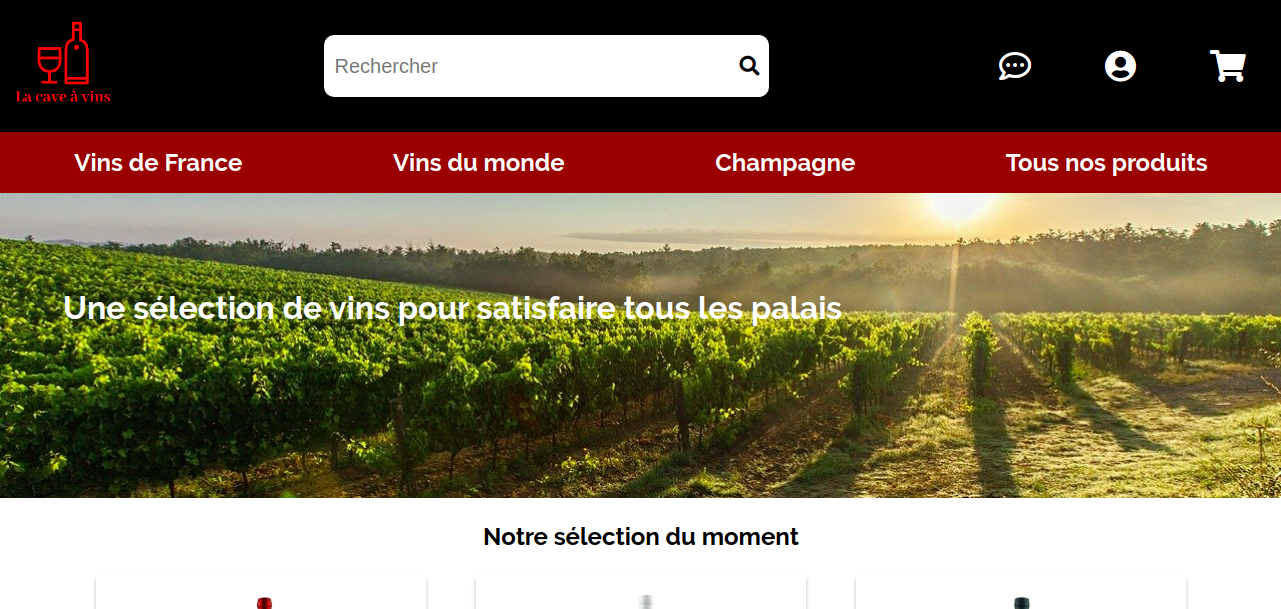 La cave à vins
Rechercher
Vins de France
Vins du monde
Champagne
Tous nos produits
Une sélection de vins pour satisfaire tous les palais
Notre sélection du moment